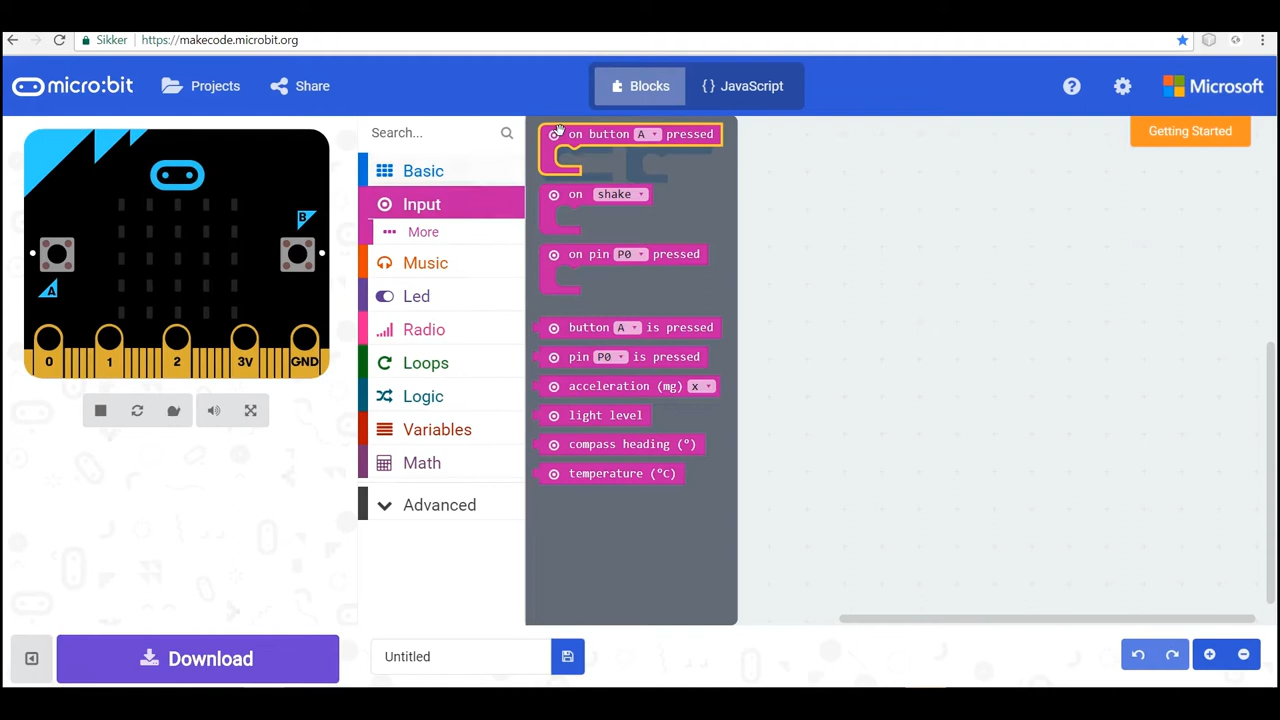 Sikker https://makecode.microbit.org
micro:bit Projects Share Blocks {} JavaScript ? Microsoft
Getting Started
Search...
Basic
Input
More
Music
Led
Radio
Loops
Logic
Variables
Math
Advanced
on button A pressed
on shake
on pin P0 pressed
button A is pressed
pin P0 is pressed
acceleration (mg) x
light level
compass heading (°)
temperature (°C)
B
A
0 1 2 3V GND
Download
Untitled